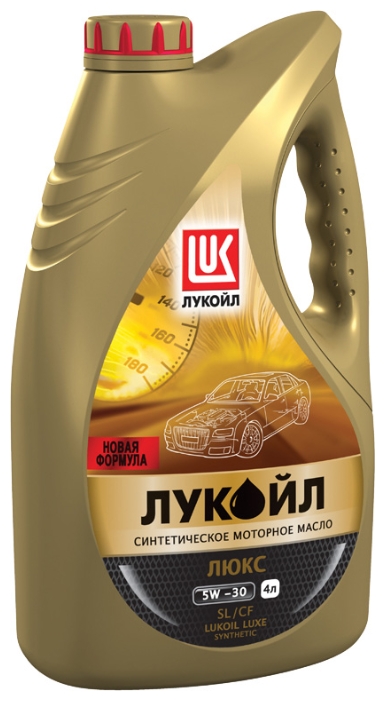 LUK
ЛУКОЙЛ
120
140
160
180
НОВАЯ
ФОРМУЛА
ЛУКОЙЛ
СИНТЕТИЧЕСКОЕ МОТОРНОЕ МАСЛО
ЛЮКС
5W-30 4л
SL/CF
LUKOIL LUXE
SYNTHETIC